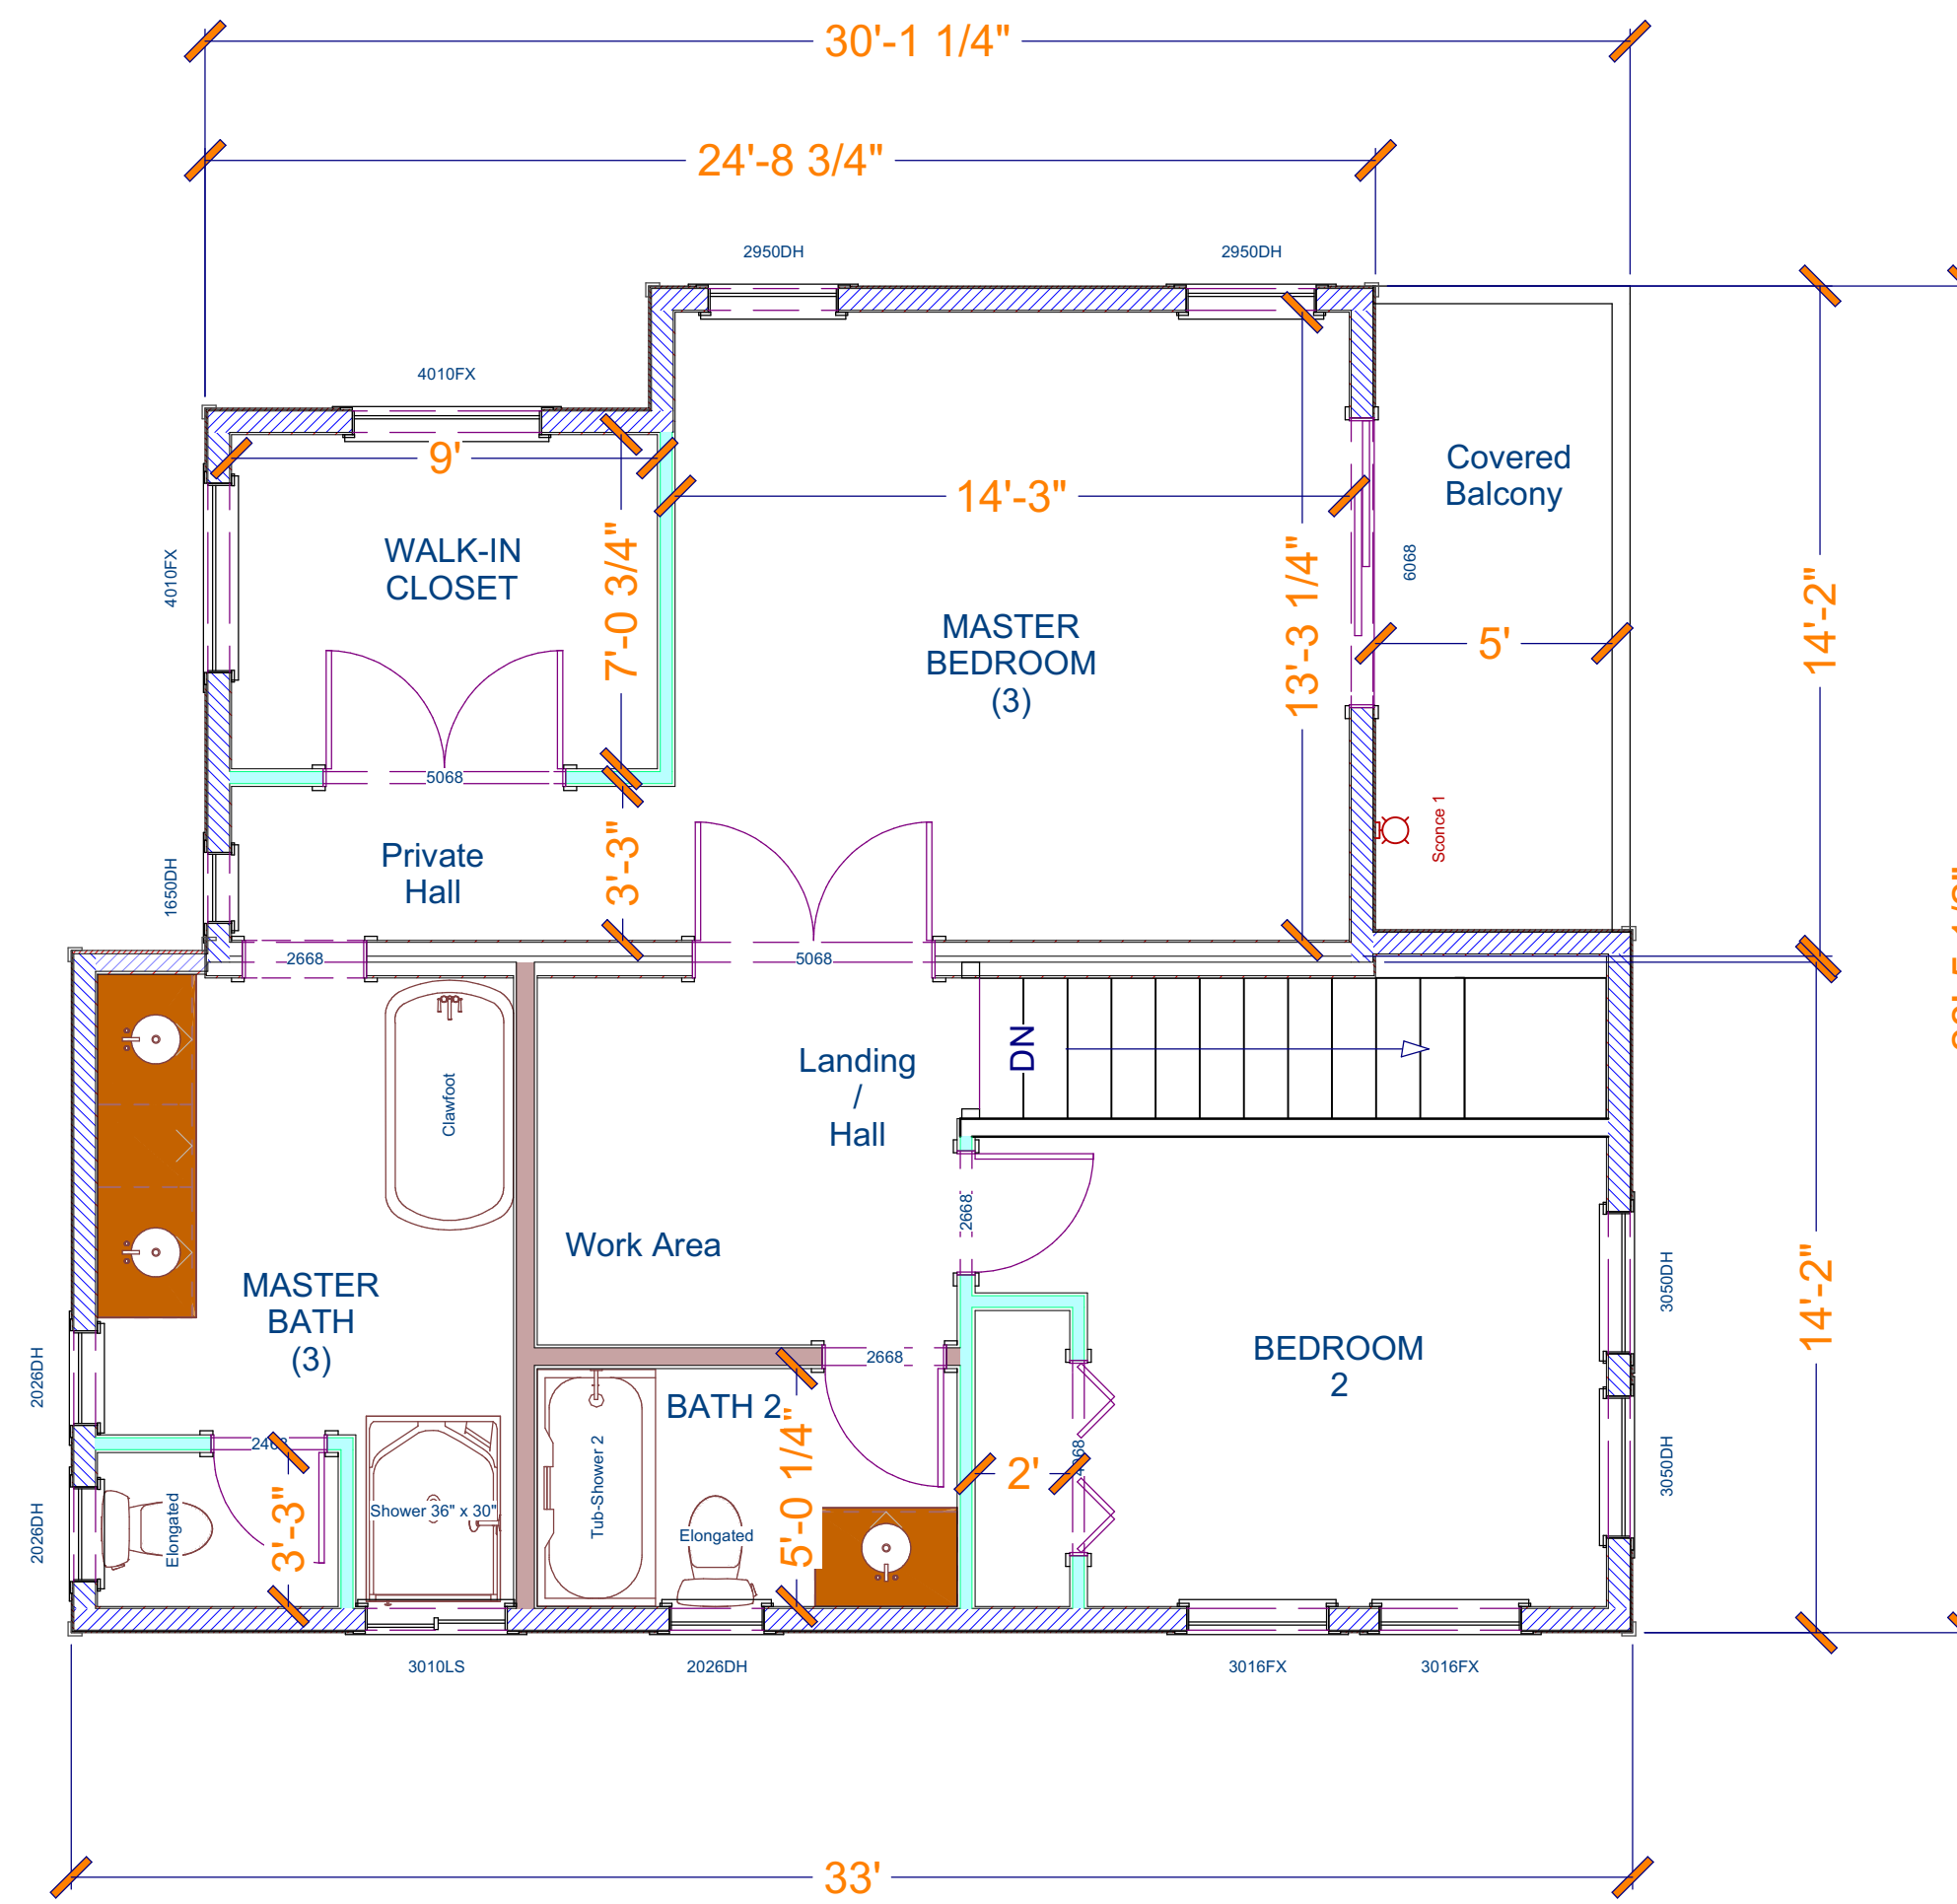 30'-1 1/4"
24'-8 3/4"
2950DH
2950DH
4010FX
9'
14'-3"
Covered
Balcony
4010FX
WALK-IN
CLOSET
7'-0 3/4"
13'-3 1/4"
6068
14'-2"
MASTER
BEDROOM
(3)
5'
5068
Sconce 1
Private
Hall
3'-3"
1650DH
2668
5068
DN
Landing
/
Hall
Clawfoot
2668
Work Area
3050DH
14'-2"
MASTER
BATH
(3)
2026DH
2668
BEDROOM
2
BATH 2
2'
3050DH
5'-0 1/4"
Tub-Shower 2
Shower 36" x 30"
Elongated
Elongated
3'-3"
2026DH
3010LS
2026DH
3016FX
3016FX
33'